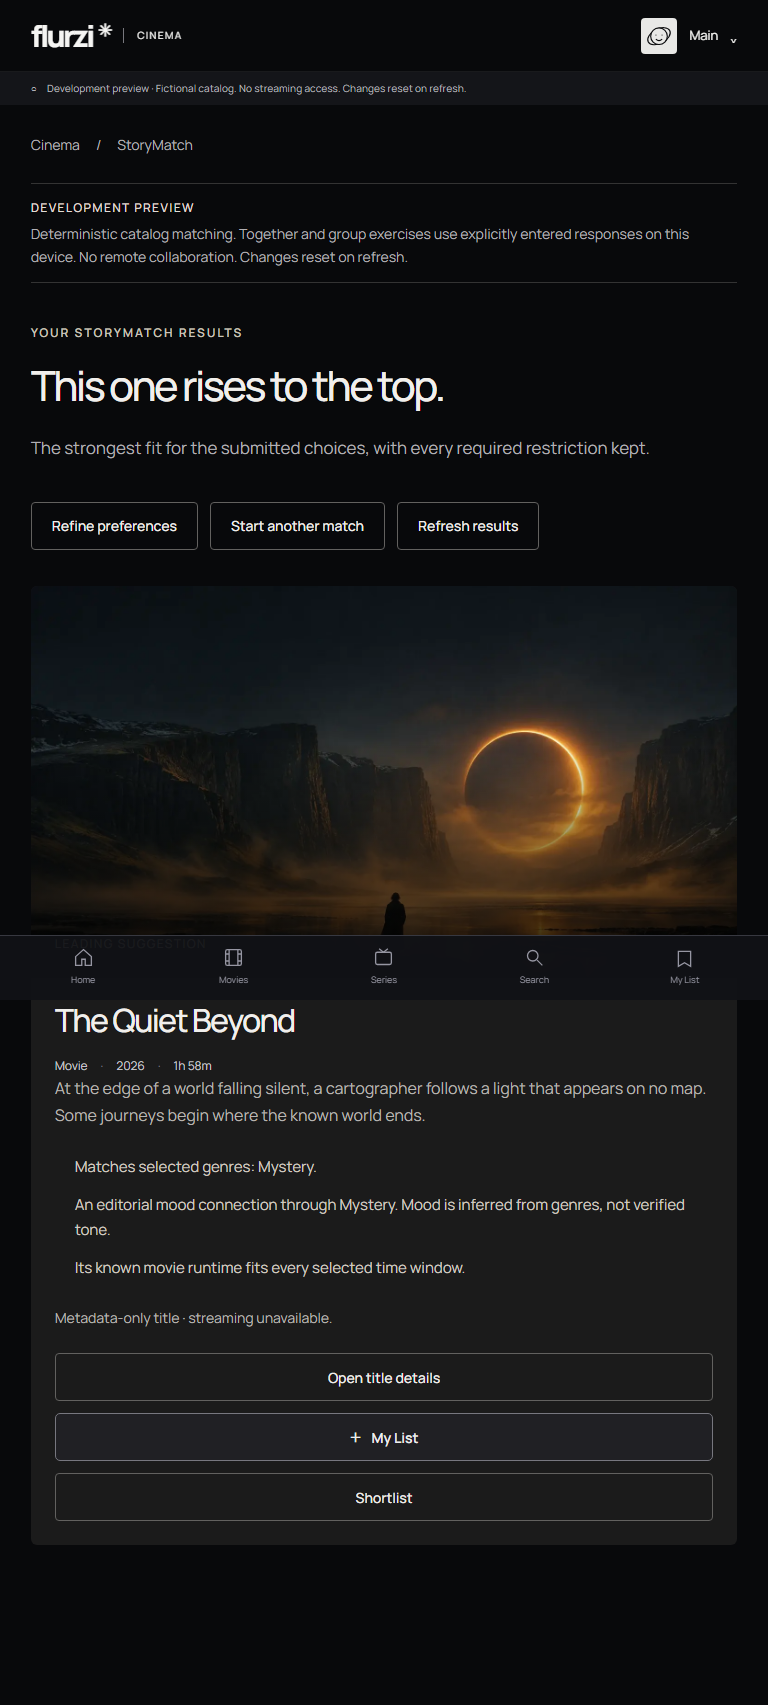 flurzi* | CINEMA
Main
Development preview · Fictional catalog. No streaming access. Changes reset on refresh.
Cinema / StoryMatch
DEVELOPMENT PREVIEW
Deterministic catalog matching. Together and group exercises use explicitly entered responses on this
device. No remote collaboration. Changes reset on refresh.
YOUR STORYMATCH RESULTS
This one rises to the top.
The strongest fit for the submitted choices, with every required restriction kept.
Refine preferences
Start another match
Refresh results
LEADING SUGGESTION
Home
Movies
Series
Search
My List
The Quiet Beyond
Movie · 2026 · 1h 58m
At the edge of a world falling silent, a cartographer follows a light that appears on no map.
Some journeys begin where the known world ends.
Matches selected genres: Mystery.
An editorial mood connection through Mystery. Mood is inferred from genres, not verified
tone.
Its known movie runtime fits every selected time window.
Metadata-only title · streaming unavailable.
Open title details
+ My List
Shortlist